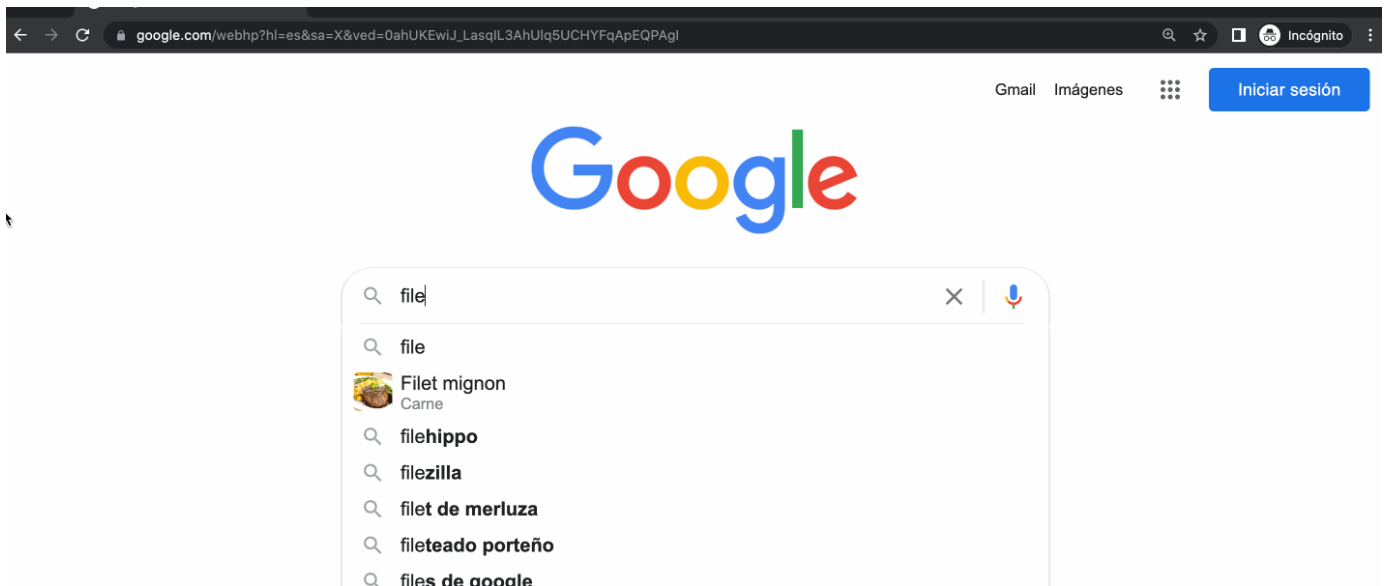 google.com/webhp?hl=es&sa=X&ved=0ahUKEwiJ_LasqlL3AhUlq5UCHYFqApEQPAgI
Incógnito
Gmail Imágenes Iniciar sesión
Google
file
file
Filet mignon
Carne
filehippo
filezilla
filet de merluza
fileteado porteño
files de google